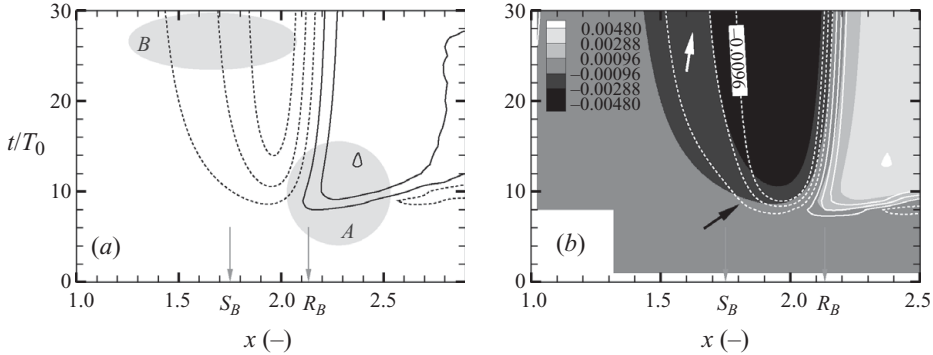 30
20
10
0
t/T0
B
A
(a)
1.0 1.5 2.0 2.5
SB RB
x (–)
30
20
10
0
0.00480
0.00288
0.00096
–0.00096
–0.00288
–0.00480
–0.0096
(b)
1.0 1.5 2.0 2.5
SB RB
x (–)